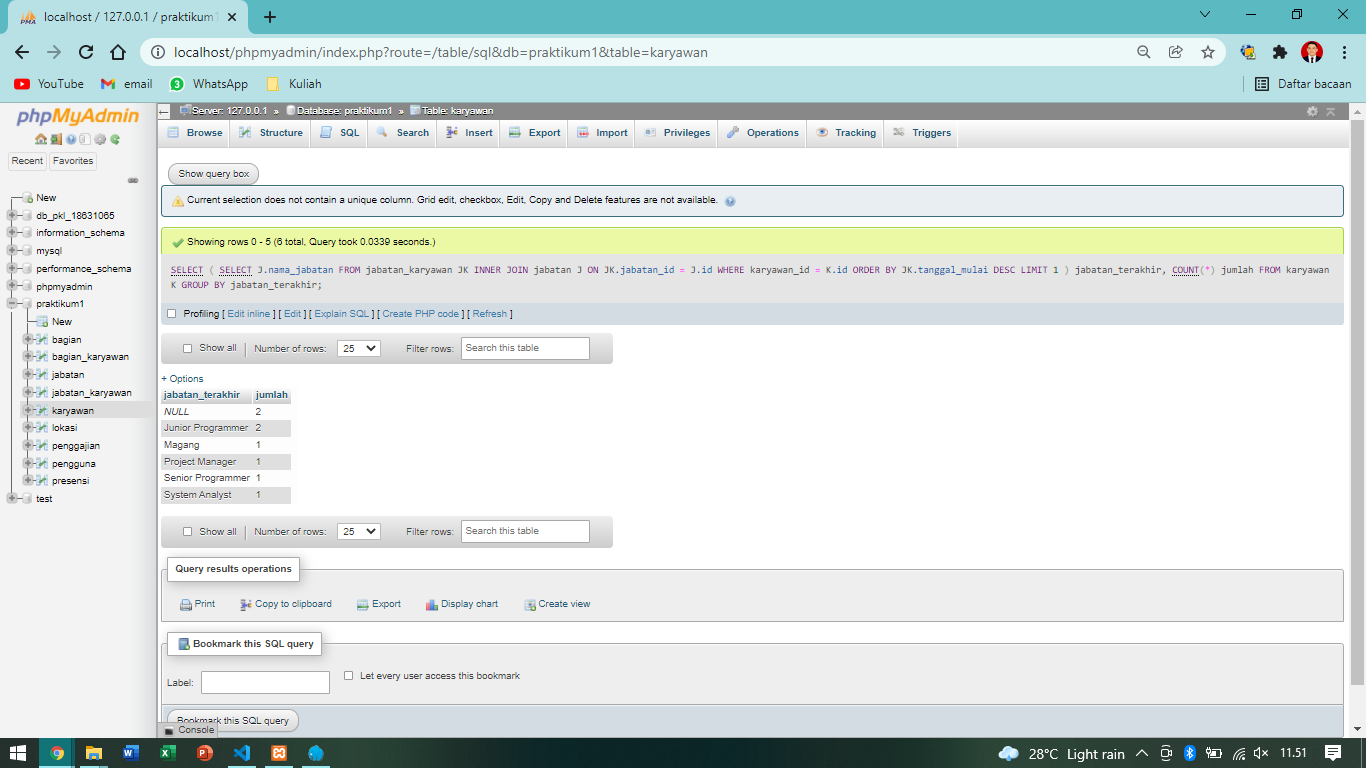 PMA localhost / 127.0.0.1 / praktikum1
localhost/phpmyadmin/index.php?route=/table/sql&db=praktikum1&table=karyawan
YouTube email 3 WhatsApp Kuliah Daftar bacaan
phpMyAdmin
Recent Favorites
New
db_pkl_18631065
information_schema
mysql
performance_schema
phpmyadmin
praktikum1
New
bagian
bagian_karyawan
jabatan
jabatan_karyawan
karyawan
lokasi
penggajian
pengguna
presensi
test
Server: 127.0.0.1 » Database: praktikum1 » Table: karyawan
Browse Structure SQL Search Insert Export Import Privileges Operations Tracking Triggers
Show query box
Current selection does not contain a unique column. Grid edit, checkbox, Edit, Copy and Delete features are not available.
Showing rows 0 - 5 (6 total, Query took 0.0339 seconds.)
SELECT ( SELECT J.nama_jabatan FROM jabatan_karyawan JK INNER JOIN jabatan J ON JK.jabatan_id = J.id WHERE karyawan_id = K.id ORDER BY JK.tanggal_mulai DESC LIMIT 1 ) jabatan_terakhir, COUNT(*) jumlah FROM karyawan
K GROUP BY jabatan_terakhir;
Profiling [ Edit inline ] [ Edit ] [ Explain SQL ] [ Create PHP code ] [ Refresh ]
Show all Number of rows: 25 Filter rows: Search this table
+ Options
jabatan_terakhir jumlah
NULL 2
Junior Programmer 2
Magang 1
Project Manager 1
Senior Programmer 1
System Analyst 1
Show all Number of rows: 25 Filter rows: Search this table
Query results operations
Print Copy to clipboard Export Display chart Create view
Bookmark this SQL query
Label: Let every user access this bookmark
Bookmark this SQL query
Console
28°C Light rain 11.51